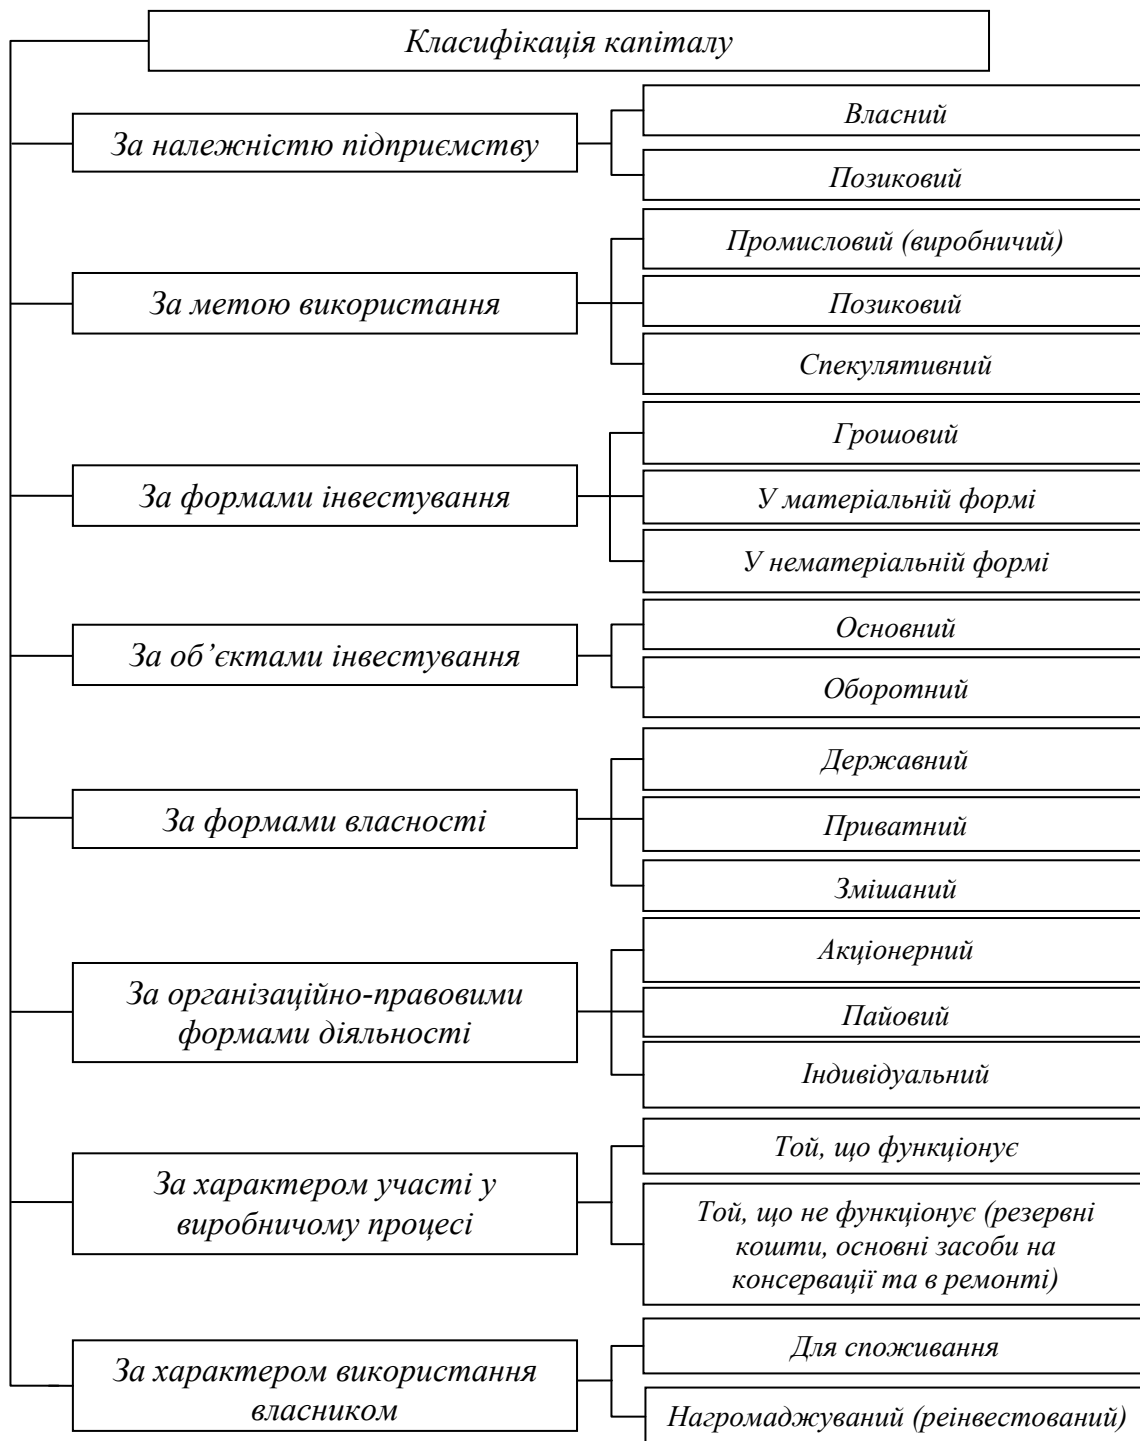 Класифікація капіталу
За належністю підприємству
Власний
Позиковий
За метою використання
Промисловий (виробничий)
Позиковий
Спекулятивний
За формами інвестування
Грошовий
У матеріальній формі
У нематеріальній формі
За об’єктами інвестування
Основний
Оборотний
За формами власності
Державний
Приватний
Змішаний
За організаційно-правовими
формами діяльності
Акціонерний
Пайовий
Індивідуальний
За характером участі у
виробничому процесі
Той, що функціонує
Той, що не функціонує (резервні
кошти, основні засоби на
консервації та в ремонті)
За характером використання
власником
Для споживання
Нагромаджуваний (реінвестований)